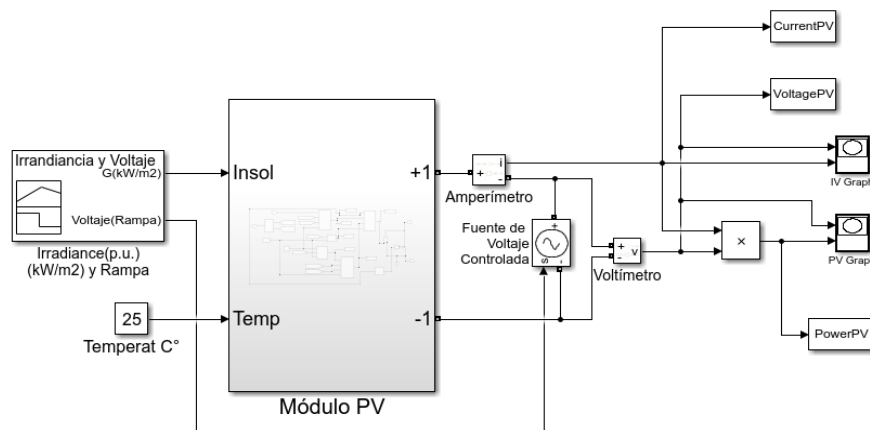 CurrentPV
VoltagePV
Irrandiancia y Voltaje
G(kW/m2)
Voltaje(Rampa)
Irradiance(p.u.)
(kW/m2) y Rampa
Insol
Temp
+1
-1
Módulo PV
25
Temperat C°
i
+
-
Amperímetro
Fuente de
Voltaje
Controlada
+
s
-
+
-
v
Voltímetro
×
IV Graph
PV Grap
PowerPV